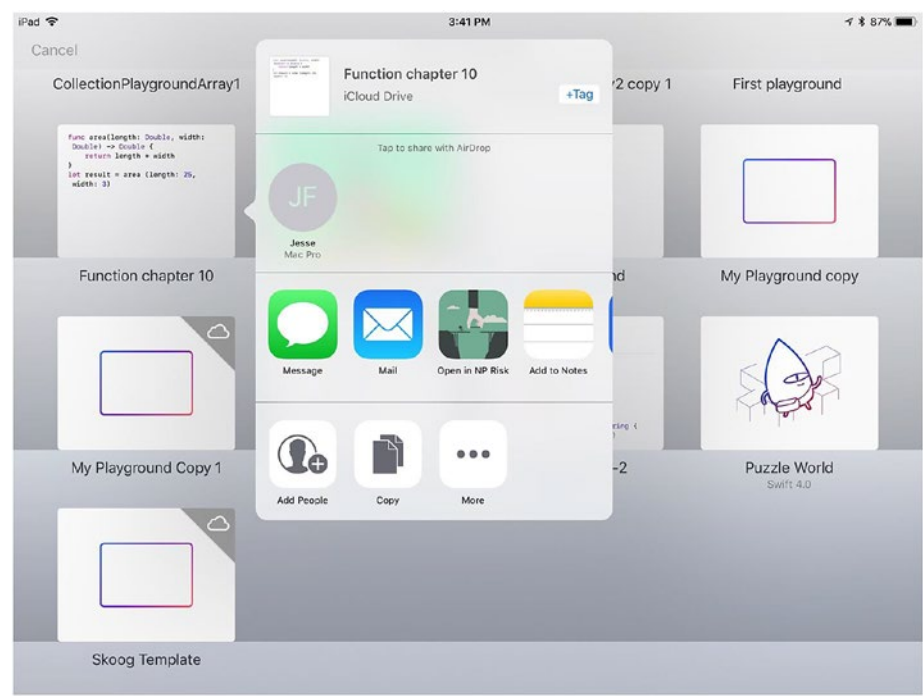 iPad
3:41 PM
87%
Cancel
CollectionPlaygroundArray1
y2 copy 1
First playground
func area(length: Double, width:
Double) -> Double {
return length * width
}
let result = area (length: 25,
width: 3)
Function chapter 10
iCloud Drive
+Tag
Tap to share with AirDrop
JF
Jesse
Mac Pro
Function chapter 10
nd
My Playground copy
Message
Mail
Open in NP Risk
Add to Notes
ring {
}
Add People
Copy
More
My Playground Copy 1
-2
Puzzle World
Swift 4.0
Skoog Template